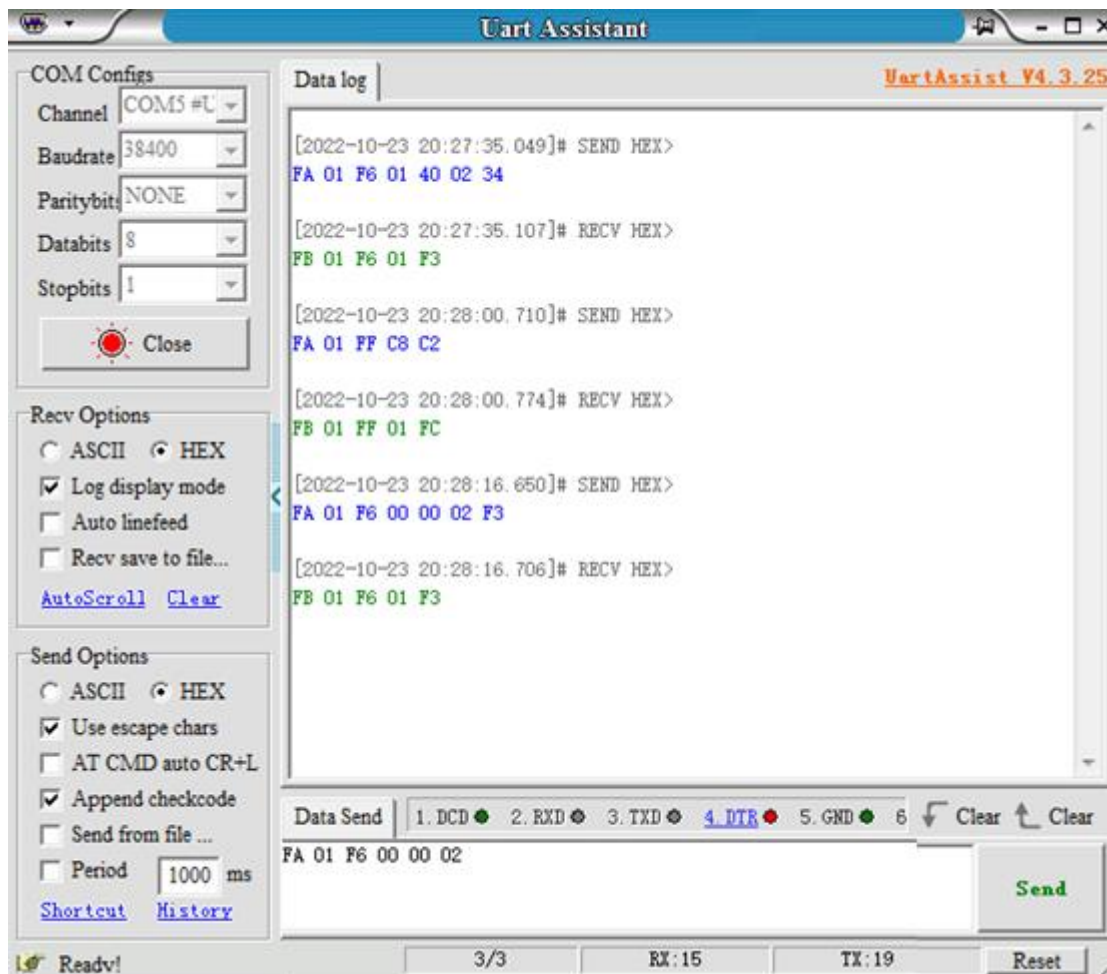 Uart Assistant
COM Configs
Channel COM5 #U
Baudrate 38400
Paritybits NONE
Databits 8
Stopbits 1
Close
Recv Options
ASCII HEX
Log display mode
Auto linefeed
Recv save to file...
AutoScroll Clear
Send Options
ASCII HEX
Use escape chars
AT CMD auto CR+L
Append checkcode
Send from file ...
Period 1000 ms
Shortcut History
Data log UartAssist V4.3.25
[2022-10-23 20:27:35.049]# SEND HEX>
FA 01 F6 01 40 02 34
[2022-10-23 20:27:35.107]# RECV HEX>
FB 01 F6 01 F3
[2022-10-23 20:28:00.710]# SEND HEX>
FA 01 FF C8 C2
[2022-10-23 20:28:00.774]# RECV HEX>
FB 01 FF 01 FC
[2022-10-23 20:28:16.650]# SEND HEX>
FA 01 F6 00 00 02 F3
[2022-10-23 20:28:16.706]# RECV HEX>
FB 01 F6 01 F3
Data Send 1.DCD 2.RXD 3.TXD 4.DTR 5.GND 6 Clear Clear
FA 01 F6 00 00 02
Send
Ready! 3/3 RX:15 TX:19 Reset